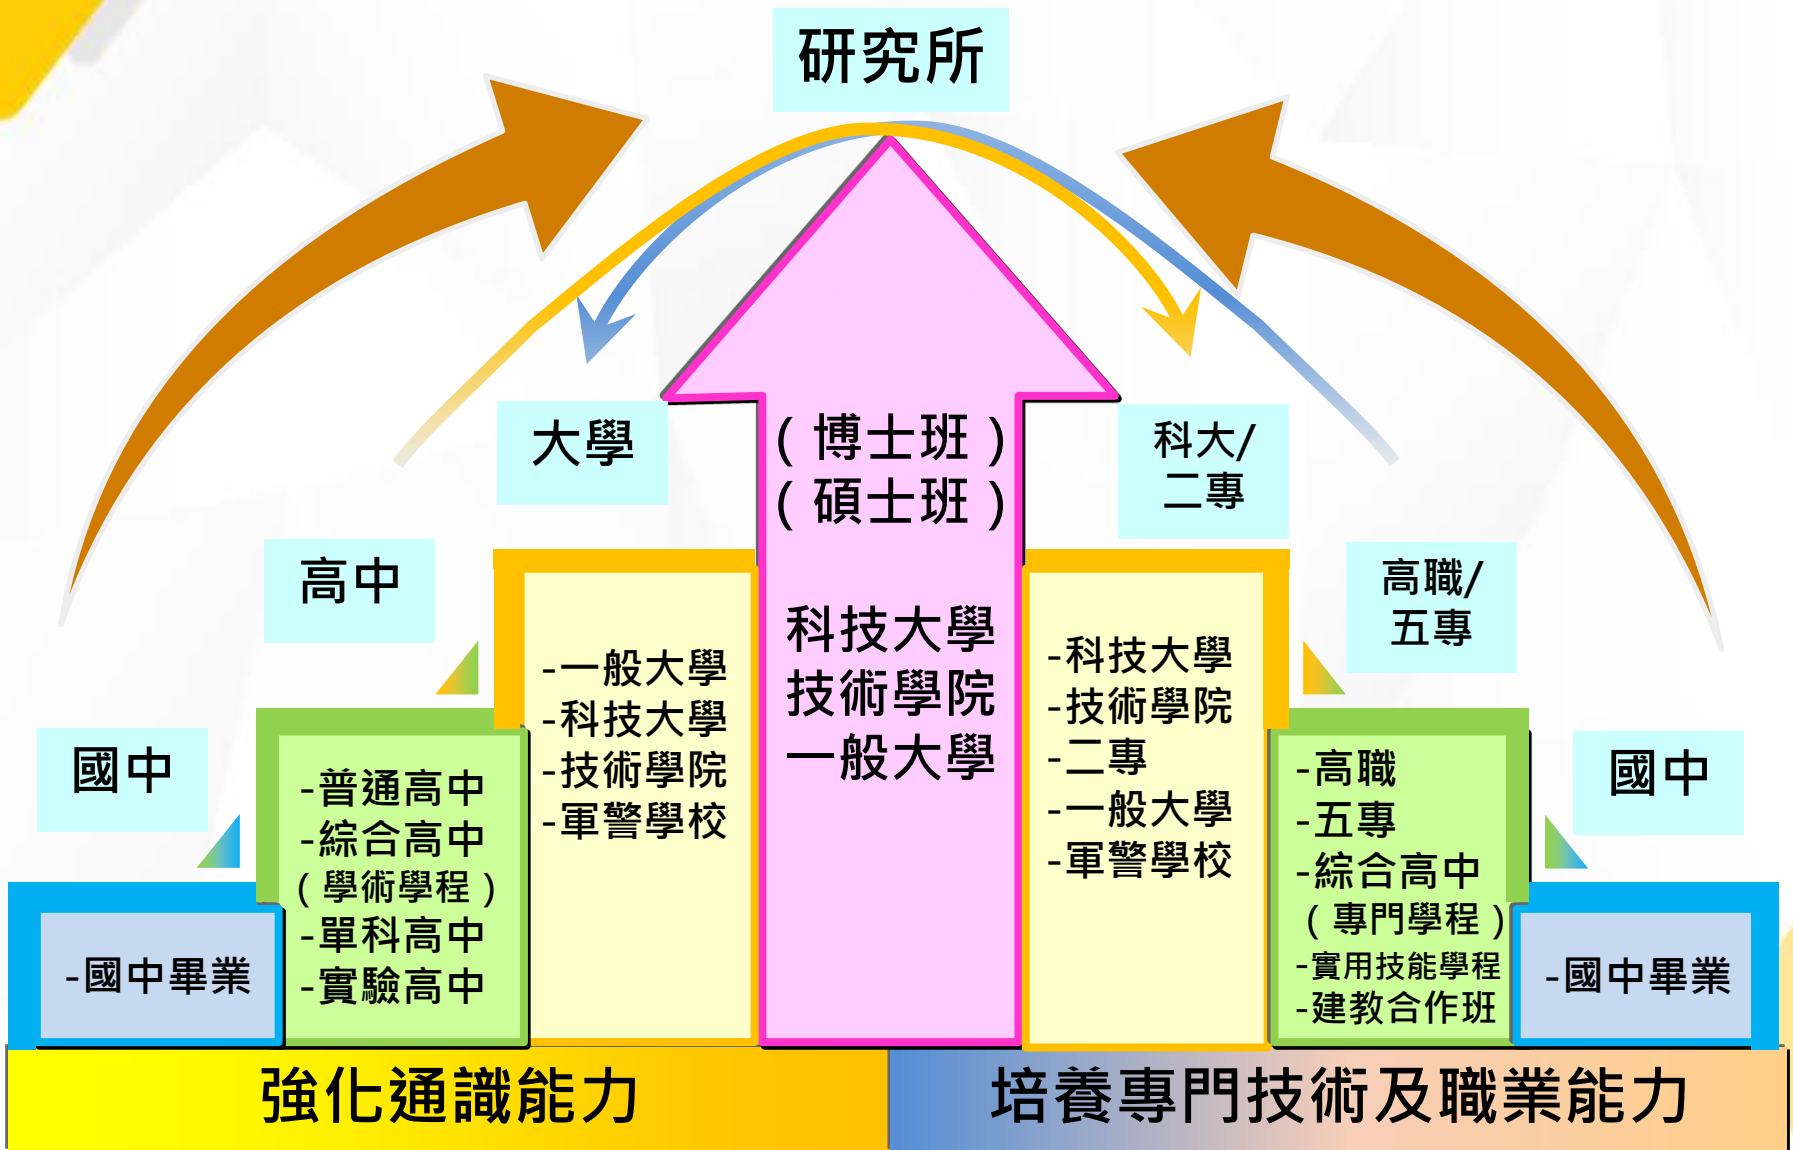 研究所
大學
(博士班)
(碩士班)
科大/
二專
高中
高職/
五專
國中
國中
-國中畢業
-普通高中
-綜合高中
(學術學程)
-單科高中
-實驗高中
-一般大學
-科技大學
-技術學院
-軍警學校
科技大學
技術學院
一般大學
-科技大學
-技術學院
-二專
-一般大學
-軍警學校
-高職
-五專
-綜合高中
(專門學程)
-實用技能學程
-建教合作班
-國中畢業
強化通識能力
培養專門技術及職業能力